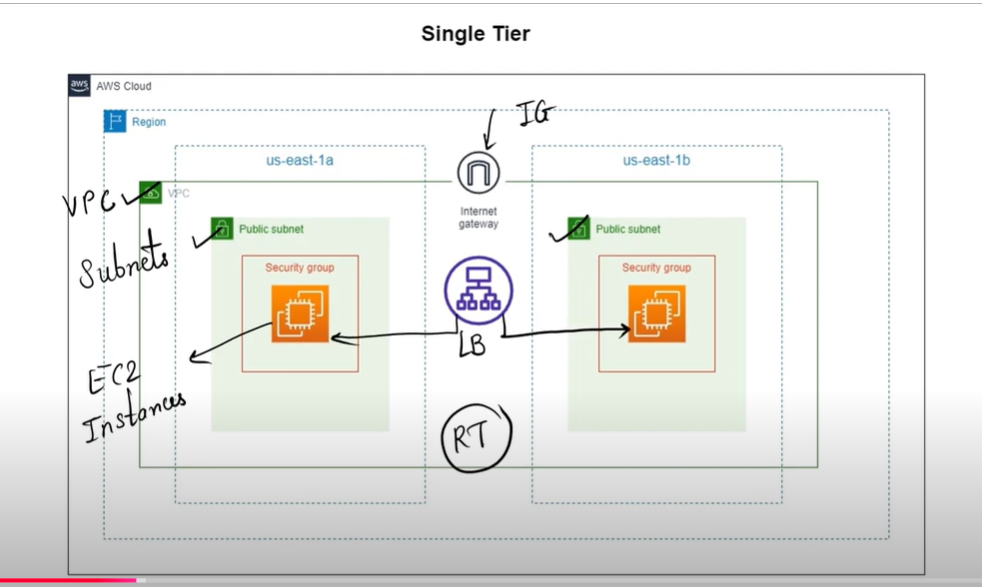 Single Tier
aws
AWS Cloud
Region
IG
us-east-1a
us-east-1b
VPC
VPC
Internet
gateway
Public subnet
Public subnet
Subnets
Security group
Security group
LB
EC2
Instances
RT